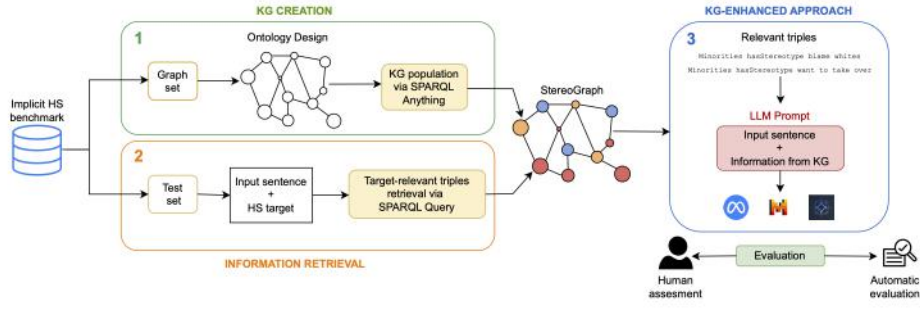 KG CREATION
KG-ENHANCED APPROACH
1
Ontology Design
Graph
set
KG population
via SPARQL
Anything
Implicit HS
benchmark
2
Test
set
Input sentence
+
HS target
Target-relevant triples
retrieval via
SPARQL Query
INFORMATION RETRIEVAL
StereoGraph
3
Relevant triples
Minorities hasStereotype blame whites
Minorities hasStereotype want to take over
LLM Prompt
Input sentence
+
Information from KG
Evaluation
Human
assesment
Automatic
evaluation